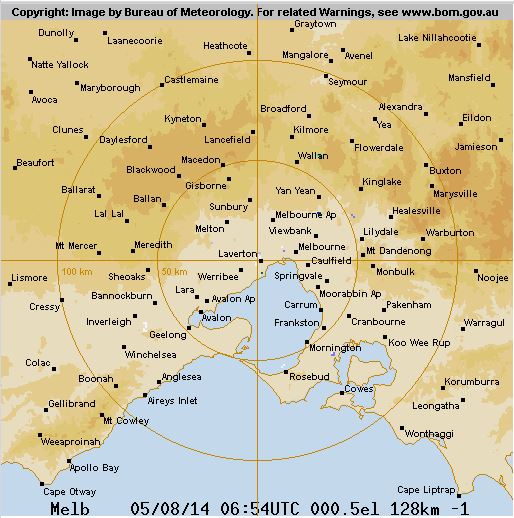 Copyright: Image by Bureau of Meteorology. For related Warnings, see www.bom.gov.au
Graytown
Dunolly
Laanecoorie
Heathcote
Lake Nillahcootie
Avenel
Mangalore
Natte Yallock
Castlemaine
Seymour
Mansfield
Maryborough
Avoca
Broadford
Alexandra
Kyneton
Yea
Eildon
Clunes
Kilmore
Daylesford
Lancefield
Flowerdale
Jamieson
Beaufort
Macedon
Wallan
Blackwood
Buxton
Gisborne
Kinglake
Ballarat
Yan Yean
Marysville
Ballan
Sunbury
Lal Lal
Melbourne Ap
Healesville
Melton
Viewbank
Lilydale
Warburton
Mt Mercer
Meredith
Melbourne
Mt Dandenong
Laverton
Caulfield
100 km
50 km
Monbulk
Lismore
Sheoaks
Werribee
Springvale
Noojee
Lara
Moorabbin Ap
Bannockburn
Avalon Ap
Cressy
Carrum
Pakenham
Inverleigh
Avalon
Frankston
Cranbourne
Warragul
Geelong
Koo Wee Rup
Mornington
Winchelsea
Colac
Boonah
Anglesea
Rosebud
Korumburra
Cowes
Aireys Inlet
Gellibrand
Leongatha
Mt Cowley
Wonthaggi
Weeaproinah
Apollo Bay
Cape Otway
Cape Liptrap
Melb 05/08/14 06:54UTC 000.5el 128km -1